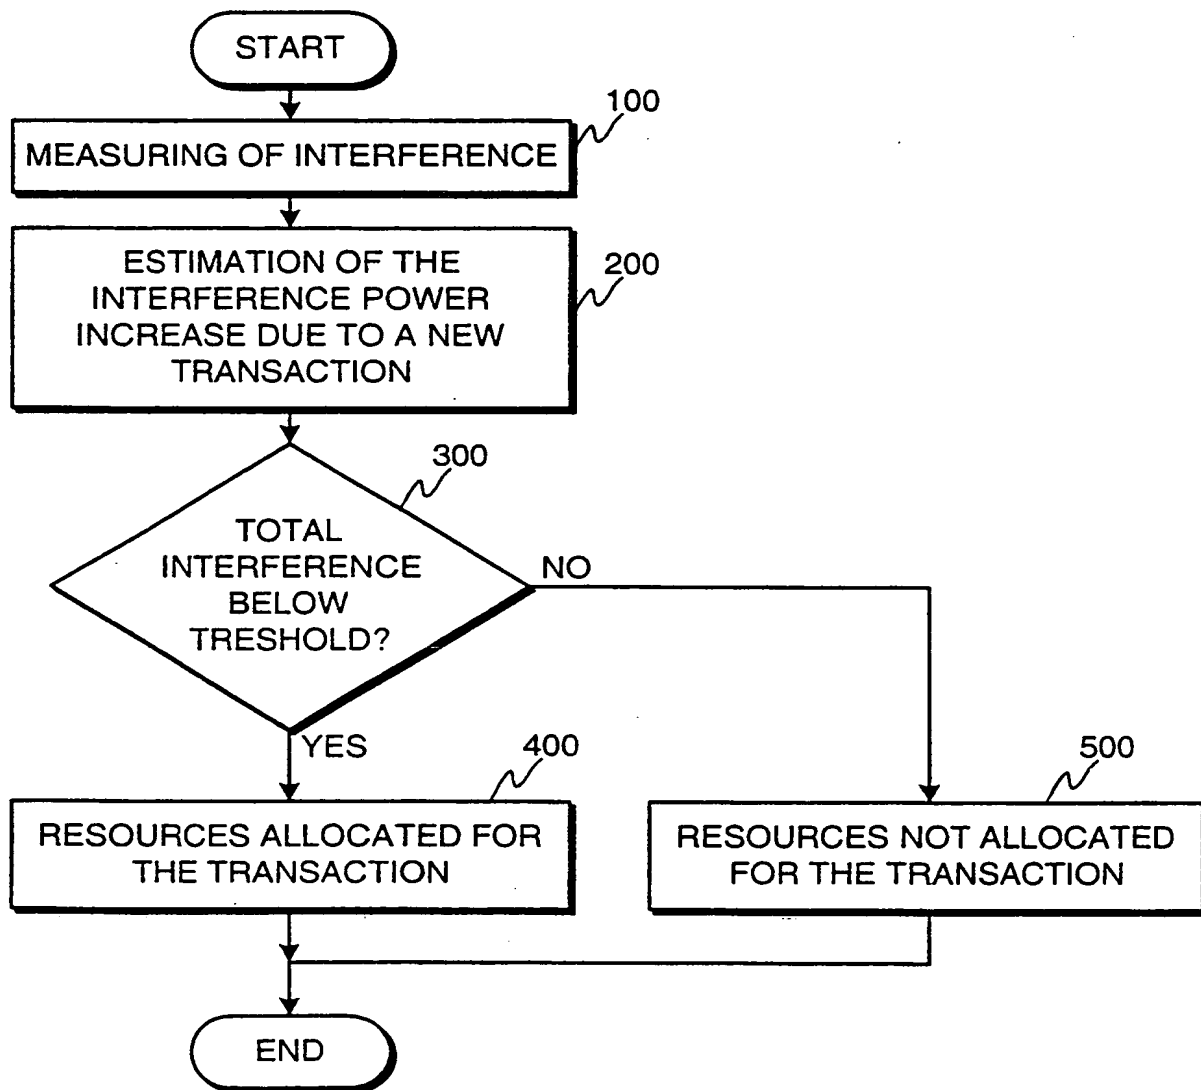 START
100
MEASURING OF INTERFERENCE
200
ESTIMATION OF THE
INTERFERENCE POWER
INCREASE DUE TO A NEW
TRANSACTION
300
TOTAL
INTERFERENCE
BELOW
TRESHOLD?
NO
YES
400
RESOURCES ALLOCATED FOR
THE TRANSACTION
500
RESOURCES NOT ALLOCATED
FOR THE TRANSACTION
END